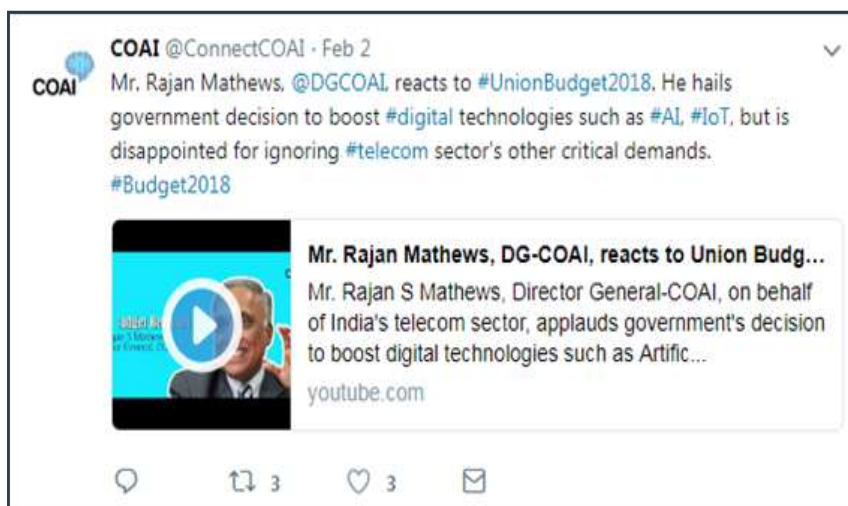 COAI @ConnectCOAI · Feb 2
COAI
Mr. Rajan Mathews, @DGCOAI, reacts to #UnionBudget2018. He hails
government decision to boost #digital technologies such as #AI, #IoT, but is
disappointed for ignoring #telecom sector's other critical demands.
#Budget2018
Mr. Rajan Mathews, DG-COAI, reacts to Union Budg...
Mr. Rajan S Mathews, Director General-COAI, on behalf
of India's telecom sector, applauds government's decision
to boost digital technologies such as Artific...
youtube.com
3 3